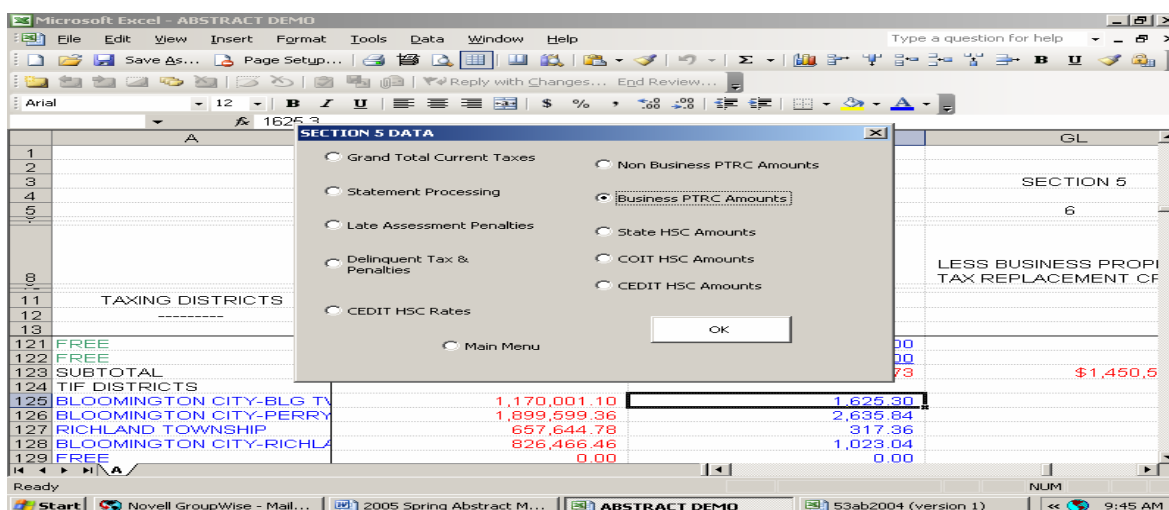 Microsoft Excel - ABSTRACT DEMO
File Edit View Insert Format Tools Data Window Help Type a question for help
Save As... Page Setup... Σ B U
Reply with Changes... End Review...
Arial 12 B I U $ % ,
fx 1625.3
A GL
SECTION 5 DATA
Grand Total Current Taxes
Non Business PTRC Amounts
Statement Processing
Business PTRC Amounts
Late Assessment Penalties
State HSC Amounts
Delinquent Tax &
Penalties
COIT HSC Amounts
CEDIT HSC Amounts
CEDIT HSC Rates
OK
Main Menu
1
2
3 SECTION 5
4
5 6
LESS BUSINESS PROP
8 TAX REPLACEMENT
11 TAXING DISTRICTS
12 ---------
13
121 FREE 00
122 FREE 00
123 SUBTOTAL 73 $1,450,5
124 TIF DISTRICTS
125 BLOOMINGTON CITY-BLG 1,170,001.10 1,625.30
126 BLOOMINGTON CITY-PERRY 1,899,599.36 2,635.84
127 RICHLAND TOWNSHIP 657,644.78 317.36
128 BLOOMINGTON CITY-RICHLA 826,466.46 1,023.04
129 FREE 0.00 0.00
A
Ready NUM
Start Novell GroupWise - Mail... 2005 Spring Abstract M... ABSTRACT DEMO 53ab2004 (version 1) « 9:45 AM